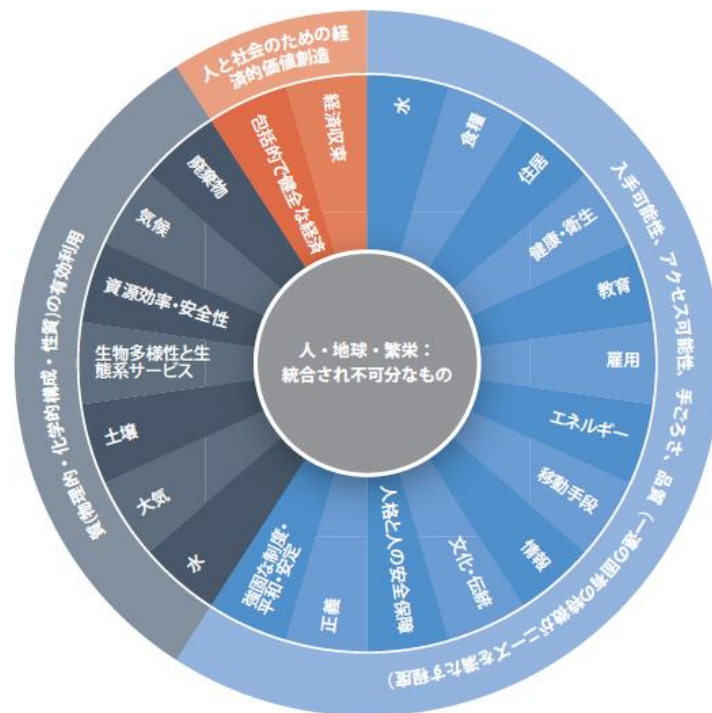 人と社会のための経
済的価値創造
入手可能性、アクセス可能性、手ごろさ、品質（一連の固有の特徴がニーズを満たす程度）
質(物理的・化学的構成・性質)の有効利用
水
食糧
住居
健康・衛生
教育
雇用
エネルギー
移動手段
情報
文化・伝統
人格と人の安全保障
正義
強固な制度・
平和・安定
水
大気
土壌
生物多様性と生
態系サービス
資源効率・安全性
気候
廃棄物
包括的で健全な経済
経済収束
人・地球・繁栄：
統合され不可分なもの